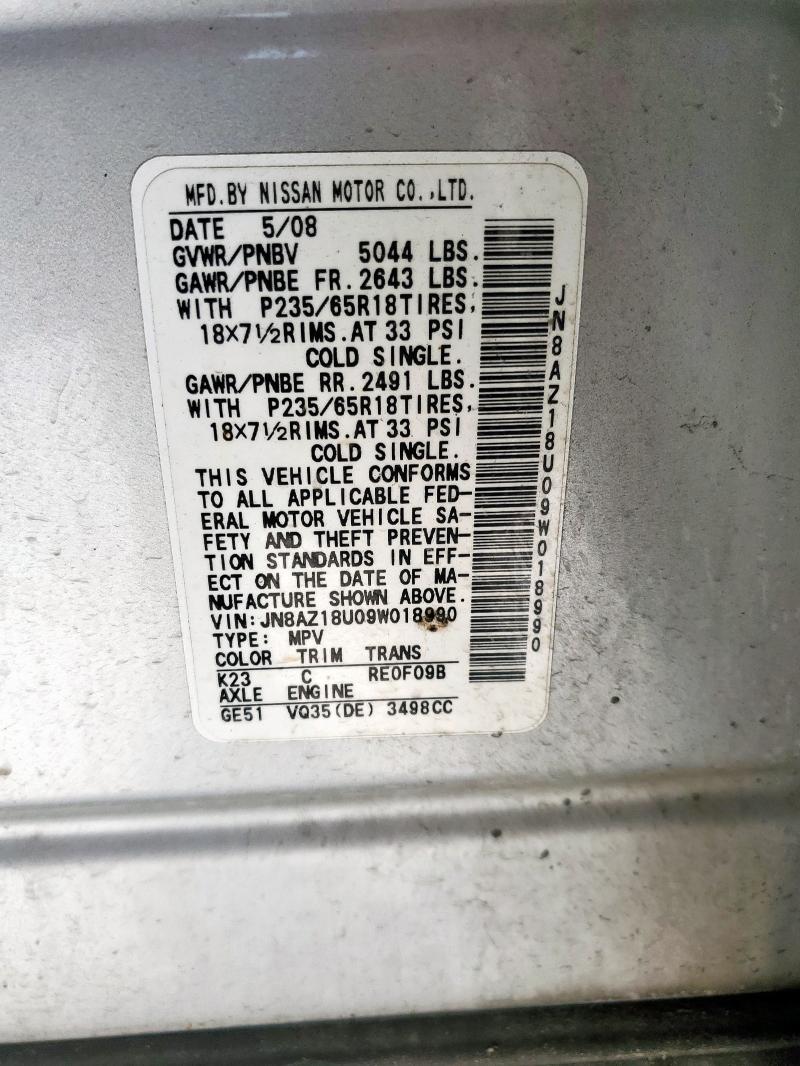 MFD.BY NISSAN MOTOR CO.,LTD.
DATE 5/08
GVWR/PNBV 5044 LBS.
GAWR/PNBE FR.2643 LBS.
WITH P235/65R18TIRES,
18X7½RIMS.AT 33 PSI
COLD SINGLE.
GAWR/PNBE RR.2491 LBS.
WITH P235/65R18TIRES,
18X7½RIMS.AT 33 PSI
COLD SINGLE.
THIS VEHICLE CONFORMS
TO ALL APPLICABLE FED-
ERAL MOTOR VEHICLE SA-
FETY AND THEFT PREVEN-
TION STANDARDS IN EFF-
ECT ON THE DATE OF MA-
NUFACTURE SHOWN ABOVE.
VIN:JN8AZ18U09W018990
TYPE: MPV
COLOR TRIM TRANS
K23 C RE0F09B
AXLE ENGINE
GE51 VQ35(DE) 3498CC
JN8AZ18U09W018990